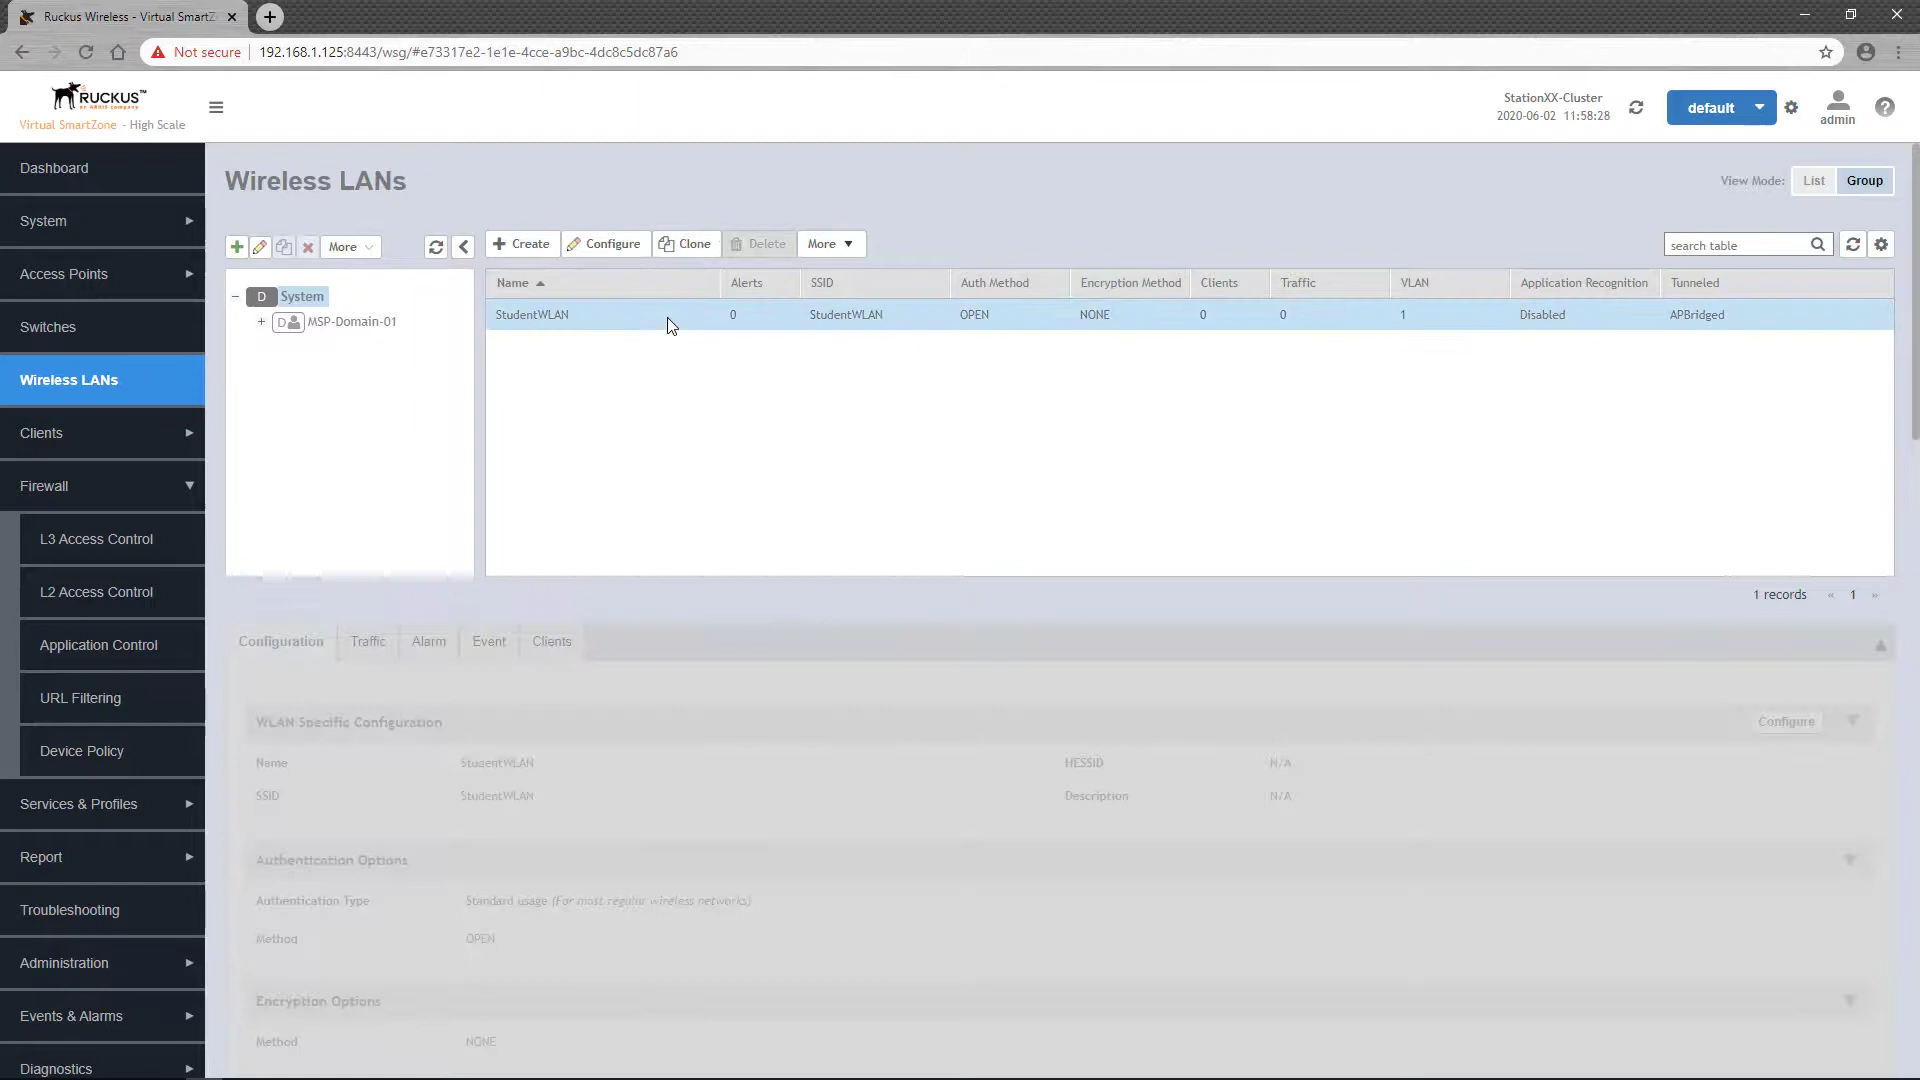 Ruckus Wireless - Virtual SmartZ
Not secure
192.168.1.125:8443/wsg/#e73317e2-1e1e-4cce-a9bc-4dc8c5dc87a6
RUCKUS™
Virtual SmartZone - High Scale
StationXX-Cluster
2020-06-02 11:58:28
default
admin
Dashboard
System
Access Points
Switches
Wireless LANs
Clients
Firewall
L3 Access Control
L2 Access Control
Application Control
URL Filtering
Device Policy
Services & Profiles
Report
Troubleshooting
Administration
Events & Alarms
Diagnostics
Wireless LANs
View Mode: List Group
More
Create Configure Clone Delete More
search table
D System
D MSP-Domain-01
Name Alerts SSID Auth Method Encryption Method Clients Traffic VLAN Application Recognition Tunneled
StudentWLAN 0 StudentWLAN OPEN NONE 0 0 1 Disabled APBridged
1 records « 1 »
Configuration Traffic Alarm Event Clients
WLAN Specific Configuration Configure
Name StudentWLAN HESSID N/A
SSID StudentWLAN Description N/A
Authentication Options
Authentication Type Standard usage (For most regular wireless networks)
Method OPEN
Encryption Options
Method NONE